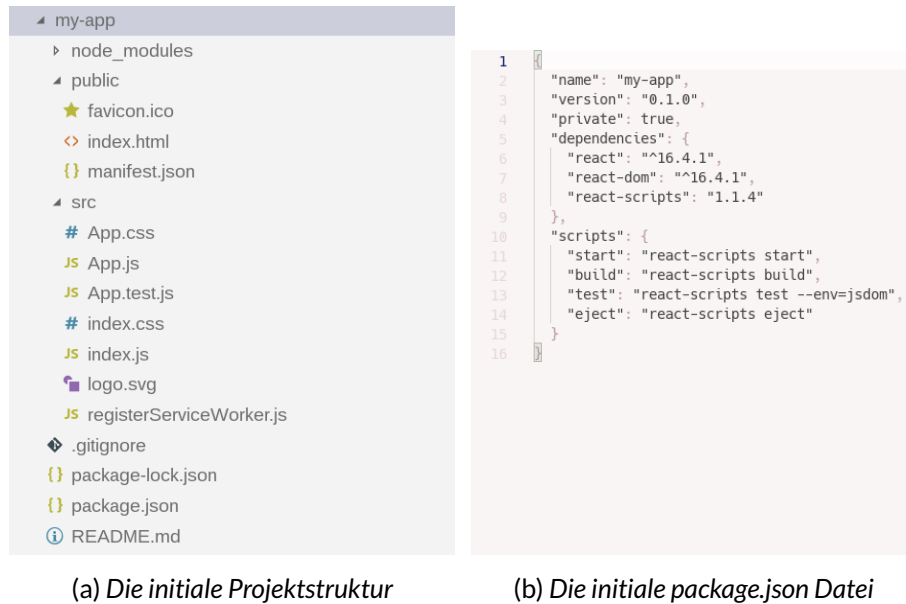 my-app
node_modules
public
favicon.ico
<> index.html
{} manifest.json
src
# App.css
JS App.js
JS App.test.js
# index.css
JS index.js
logo.svg
JS registerServiceWorker.js
.gitignore
{} package-lock.json
{} package.json
README.md
(a) Die initiale Projektstruktur
1 {
2 "name": "my-app",
3 "version": "0.1.0",
4 "private": true,
5 "dependencies": {
6 "react": "^16.4.1",
7 "react-dom": "^16.4.1",
8 "react-scripts": "1.1.4"
9 },
10 "scripts": {
11 "start": "react-scripts start",
12 "build": "react-scripts build",
13 "test": "react-scripts test --env=jsdom",
14 "eject": "react-scripts eject"
15 }
16 }
(b) Die initiale package.json Datei